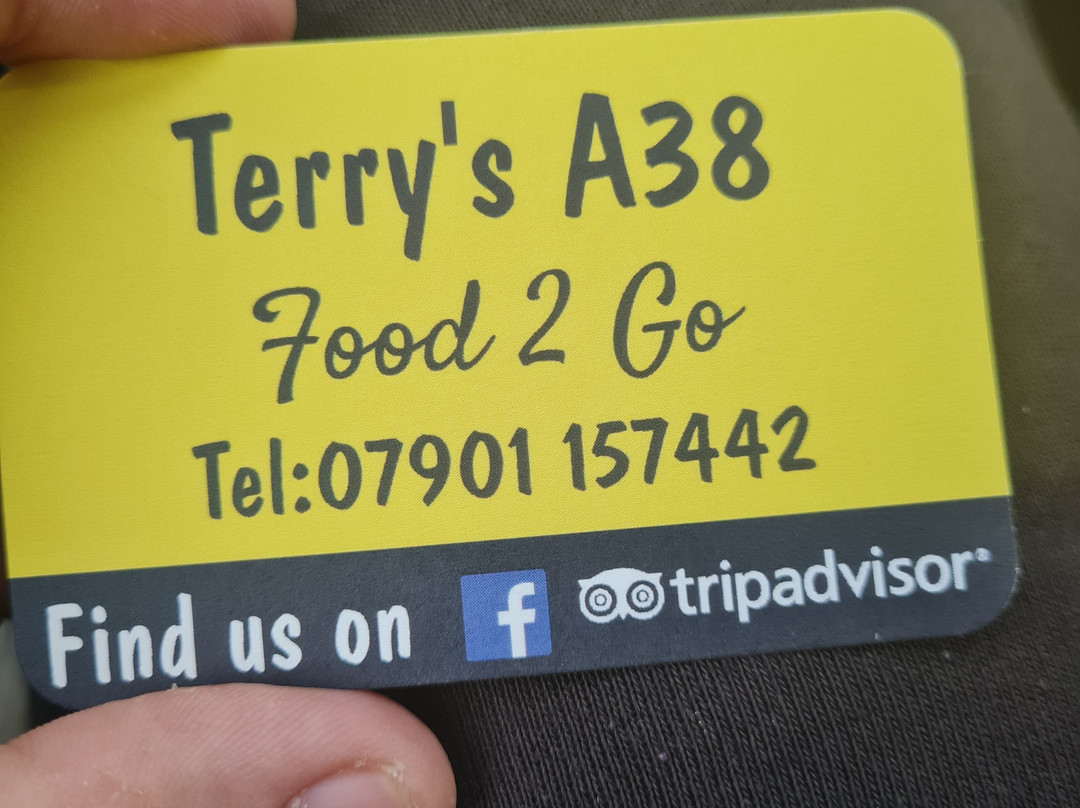 Terry's A38
Food 2 Go
Tel:07901 157442
Find us on f tripadvisor®